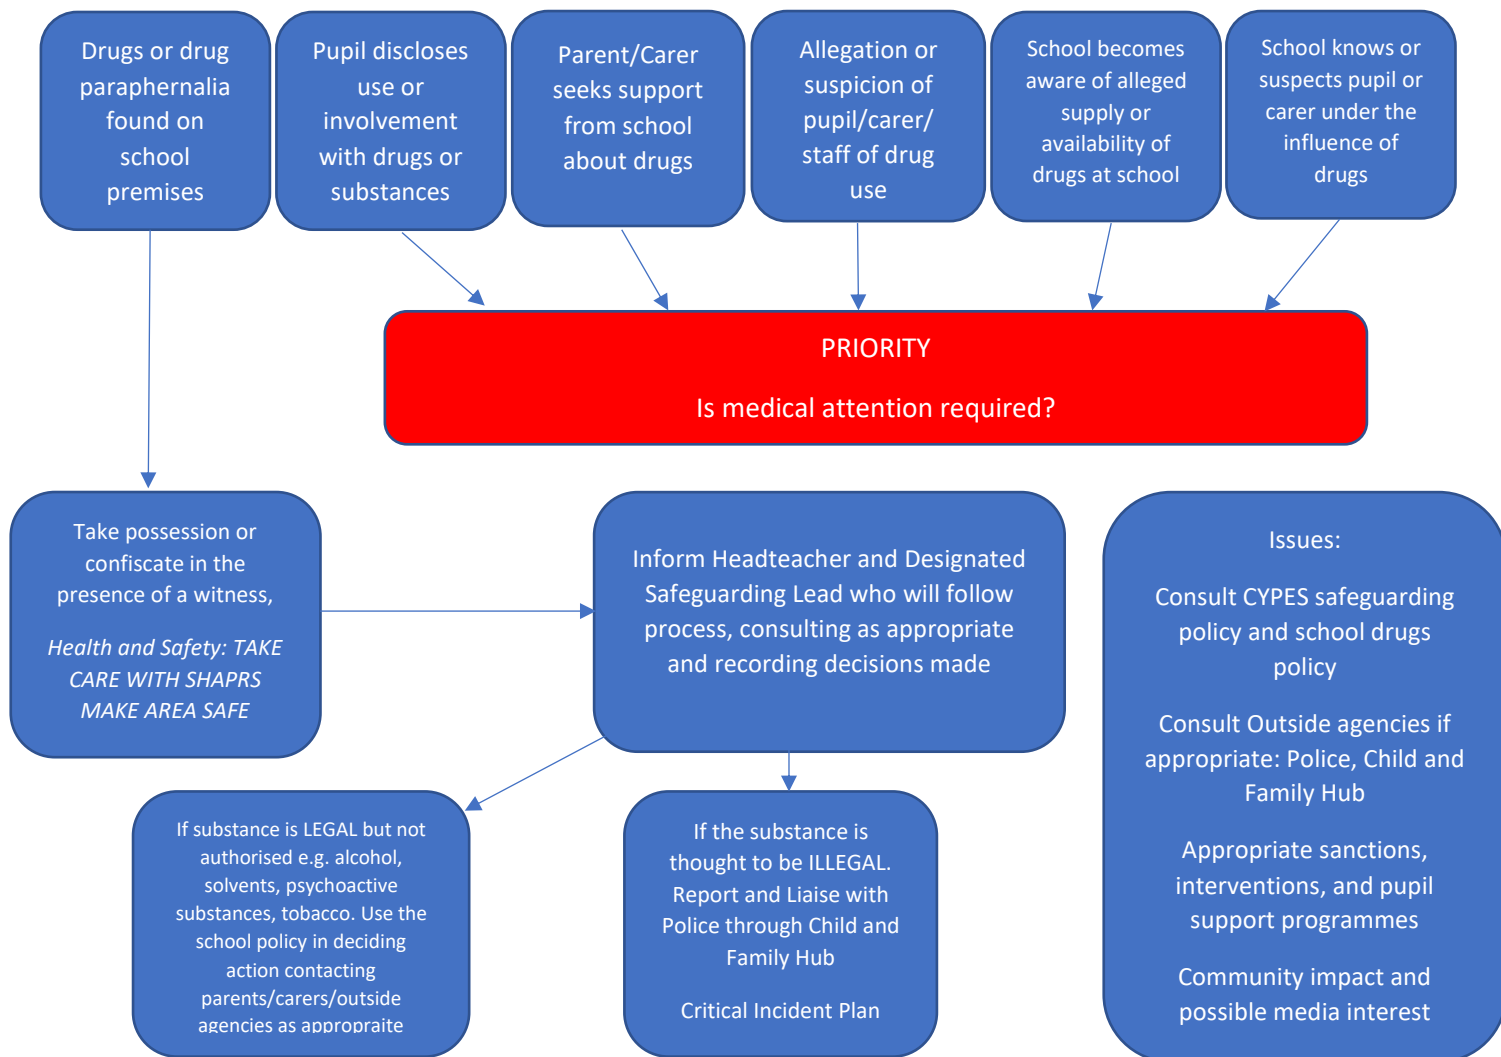 Drugs or drug
paraphernalia
found on
school
premises
Pupil discloses
use or
involvement
with drugs or
substances
Parent/Carer
seeks support
from school
about drugs
Allegation or
suspicion of
pupil/carer/
staff of drug
use
School becomes
aware of alleged
supply or
availability of
drugs at school
School knows or
suspects pupil or
carer under the
influence of
drugs
PRIORITY
Is medical attention required?
Take possession or
confiscate in the
presence of a witness,
Health and Safety: TAKE
CARE WITH SHAPRS
MAKE AREA SAFE
Inform Headteacher and Designated
Safeguarding Lead who will follow
process, consulting as appropriate
and recording decisions made
Issues:
Consult CYPES safeguarding
policy and school drugs
policy
Consult Outside agencies if
appropriate: Police, Child and
Family Hub
Appropriate sanctions,
interventions, and pupil
support programmes
Community impact and
possible media interest
If substance is LEGAL but not
authorised e.g. alcohol,
solvents, psychoactive
substances, tobacco. Use the
school policy in deciding
action contacting
parents/carers/outside
agencies as appropraite
If the substance is
thought to be ILLEGAL.
Report and Liaise with
Police through Child and
Family Hub
Critical Incident Plan